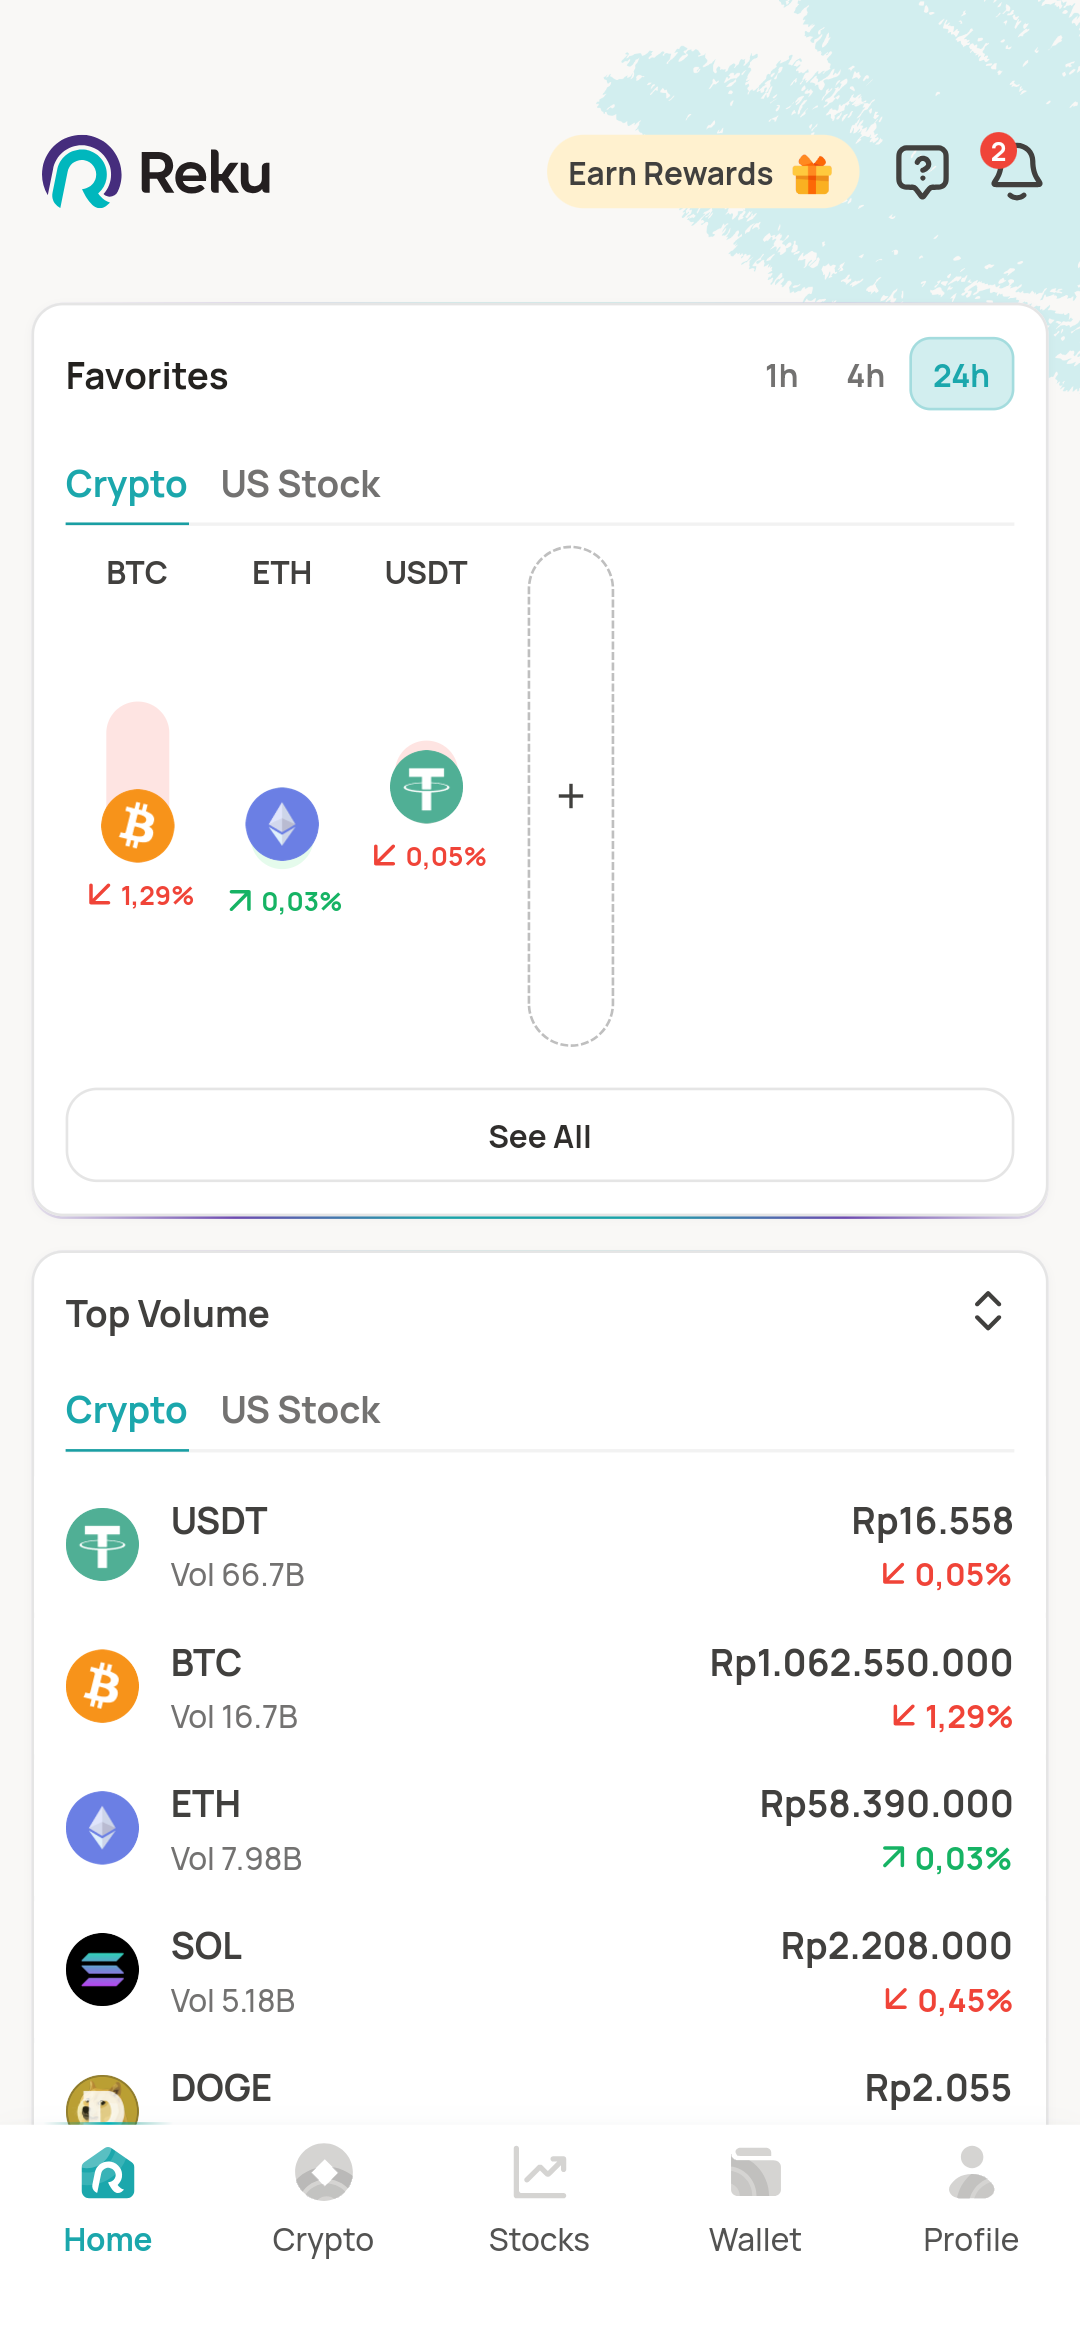 Reku
Earn Rewards
2
Favorites
1h 4h 24h
Crypto US Stock
BTC ETH USDT
0,05%
1,29% 0,03%
See All
Top Volume
Crypto US Stock
USDT Rp16.558
Vol 66.7B 0,05%
BTC Rp1.062.550.000
Vol 16.7B 1,29%
ETH Rp58.390.000
Vol 7.98B 0,03%
SOL Rp2.208.000
Vol 5.18B 0,45%
DOGE Rp2.055
Home Crypto Stocks Wallet Profile